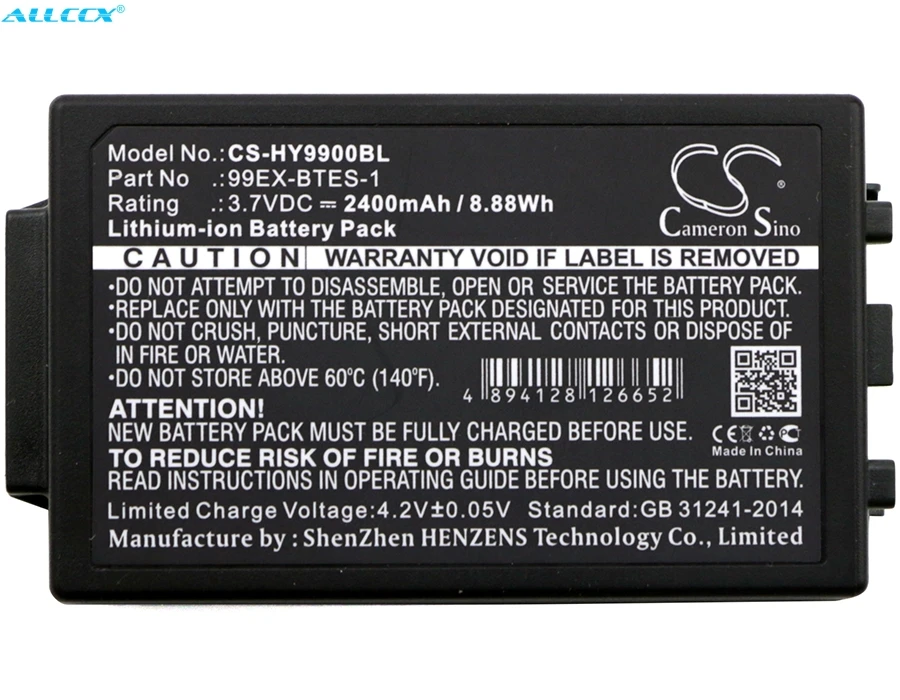 ALLCCX®
Model No.: CS-HY9900BL
Part No .: 99EX-BTES-1
Rating .: 3.7VDC ⎓ 2400mAh / 8.88Wh
Lithium-ion Battery Pack
CS®
Cameron Sino
CAUTION WARRANTY VOID IF LABEL IS REMOVED
•DO NOT ATTEMPT TO DISASSEMBLE, OPEN OR SERVICE THE BATTERY PACK.
•REPLACE ONLY WITH THE BATTERY PACK DESIGNATED FOR THIS PRODUCT.
•DO NOT CRUSH, PUNCTURE, SHORT EXTERNAL CONTACTS OR DISPOSE OF
IN FIRE OR WATER.
•DO NOT STORE ABOVE 60°C (140°F).
4 894128 126652
ATTENTION!
NEW BATTERY PACK MUST BE FULLY CHARGED BEFORE USE.
CE
Made In China
TO REDUCE RISK OF FIRE OR BURNS
READ INSTRUCTIONS IN OPERATING GUIDE BEFORE USING BATTERY PACK.
Limited Charge Voltage:4.2V±0.05V Standard:GB 31241-2014
Manufacture by : ShenZhen HENZENS Technology Co., Limited